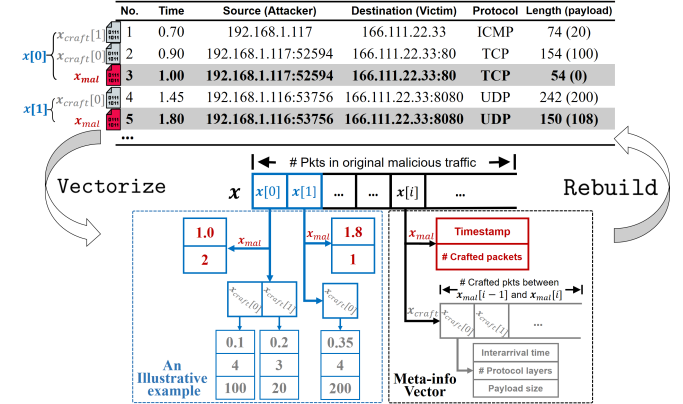 No. Time Source (Attacker) Destination (Victim) Protocol Length (payload)
x_craft[1] 1 0.70 192.168.1.117 166.111.22.33 ICMP 74 (20)
x[0] x_craft[0] 2 0.90 192.168.1.117:52594 166.111.22.33:80 TCP 154 (100)
x_mal 3 1.00 192.168.1.117:52594 166.111.22.33:80 TCP 54 (0)
x[1] x_craft[0] 4 1.45 192.168.1.116:53756 166.111.22.33:8080 UDP 242 (200)
x_mal 5 1.80 192.168.1.116:53756 166.111.22.33:8080 UDP 150 (108)
...
# Pkts in original malicious traffic
Vectorize
Rebuild
x x[0] x[1] ... ... x[i] ...
1.0
2
x_mal
x_mal
1.8
1
x_mal
Timestamp
# Crafted packets
x_craft[0] x_craft[1]
x_craft[0]
# Crafted pkts between
x_mal[i − 1] and x_mal[i]
x_craft
x_craft[0] x_craft[1] ...
0.1 0.2 0.35
4 3 4
100 20 200
An
Illustrative
example
Meta-info
Vector
Interarrival time
# Protocol layers
Payload size